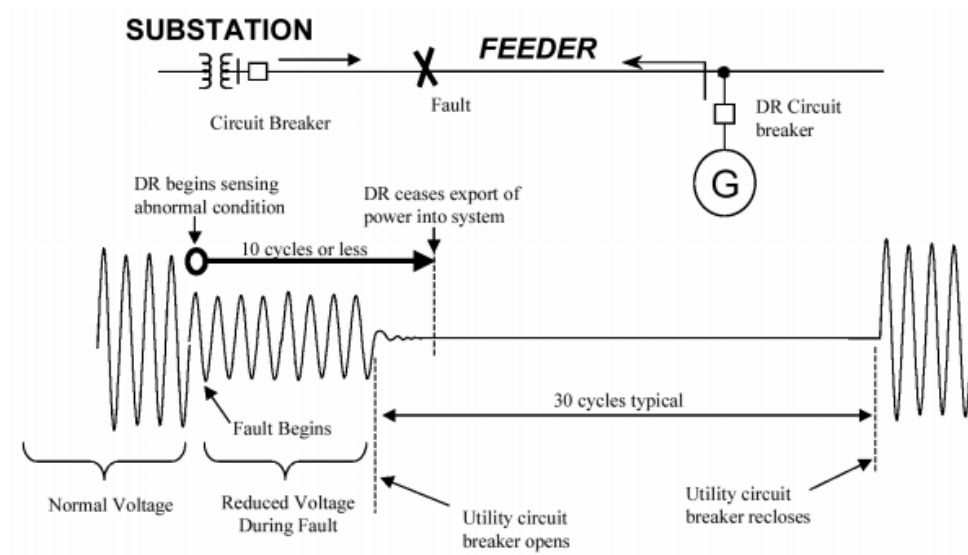 SUBSTATION
FEEDER
Fault
Circuit Breaker
DR Circuit
breaker
G
DR begins sensing
abnormal condition
DR ceases export of
power into system
10 cycles or less
30 cycles typical
Fault Begins
Normal Voltage
Reduced Voltage
During Fault
Utility circuit
breaker opens
Utility circuit
breaker recloses